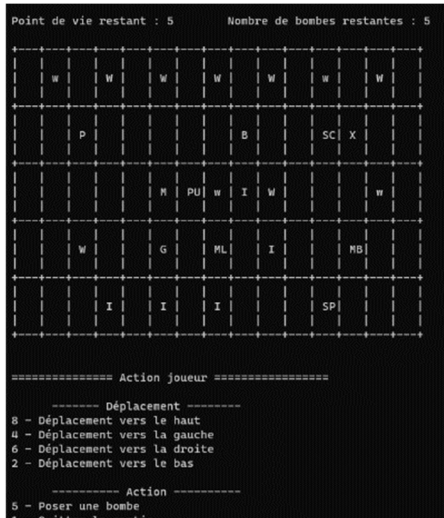 Point de vie restant : 5 Nombre de bombes restantes : 5
w W W W W w W
P B SC X
M PU w I W w
W G ML I MB
I I I SP
=============== Action joueur =================
------- Déplacement --------
8 - Déplacement vers le haut
4 - Déplacement vers la gauche
6 - Déplacement vers la droite
2 - Déplacement vers le bas
---------- Action -----------
5 - Poser une bombe